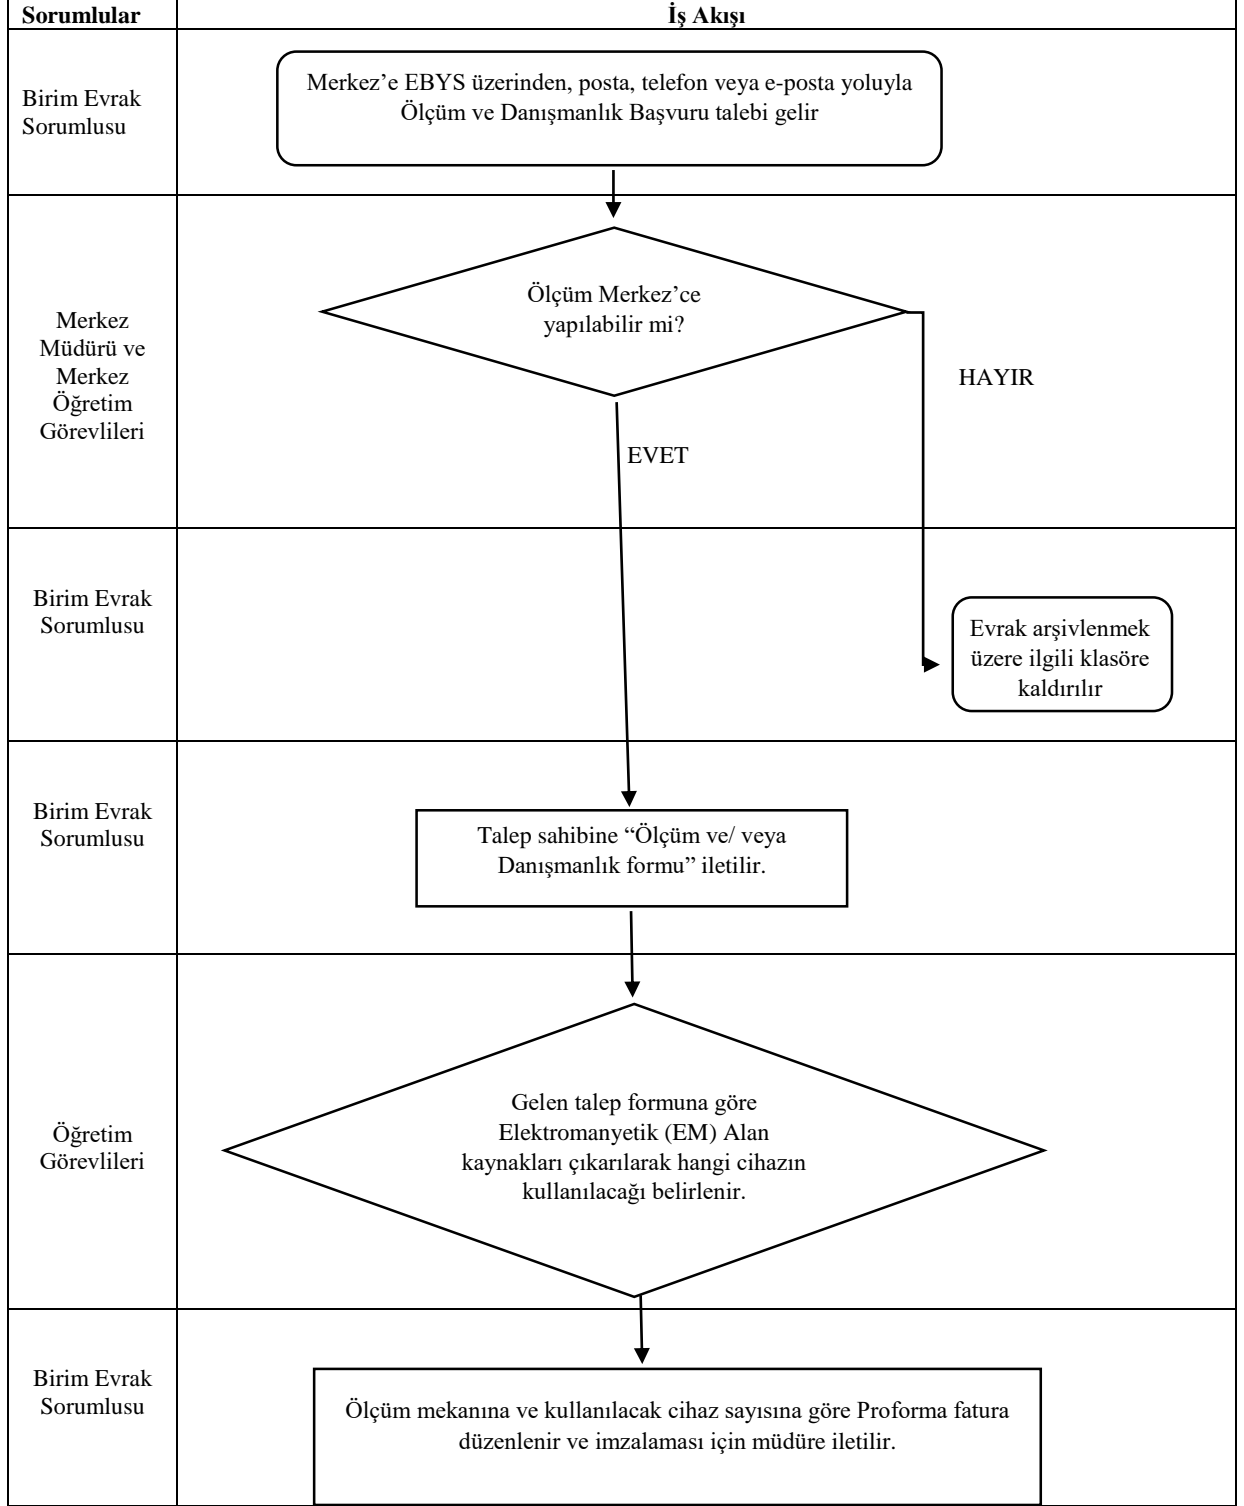 Sorumlular
İş Akışı
Birim Evrak
Sorumlusu
Merkez’e EBYS üzerinden, posta, telefon veya e-posta yoluyla
Ölçüm ve Danışmanlık Başvuru talebi gelir
Merkez
Müdürü ve
Merkez
Öğretim
Görevlileri
Ölçüm Merkez’ce
yapılabilir mi?
HAYIR
EVET
Birim Evrak
Sorumlusu
Evrak arşivlenmek
üzere ilgili klasöre
kaldırılır
Birim Evrak
Sorumlusu
Talep sahibine “Ölçüm ve/ veya
Danışmanlık formu” iletilir.
Öğretim
Görevlileri
Gelen talep formuna göre
Elektromanyetik (EM) Alan
kaynakları çıkarılarak hangi cihazın
kullanılacağı belirlenir.
Birim Evrak
Sorumlusu
Ölçüm mekanına ve kullanılacak cihaz sayısına göre Proforma fatura
düzenlenir ve imzalaması için müdüre iletilir.